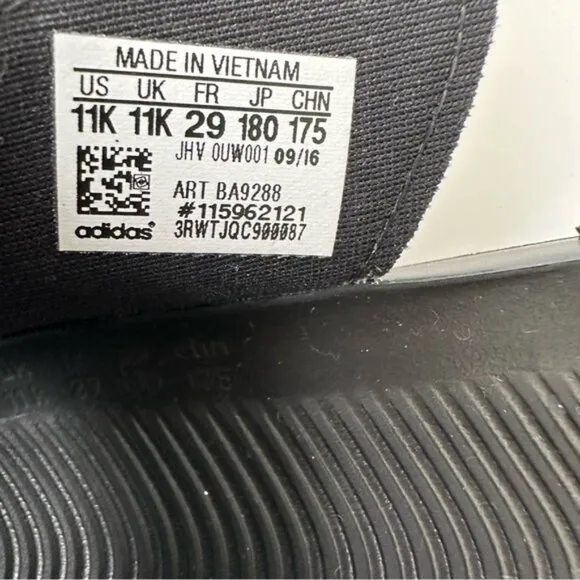 MADE IN VIETNAM
US UK FR JP CHN
11K 11K 29 180 175
JHV 0UW001 09/16
ART BA9288
#115962121
adidas 3RWTJQC900087